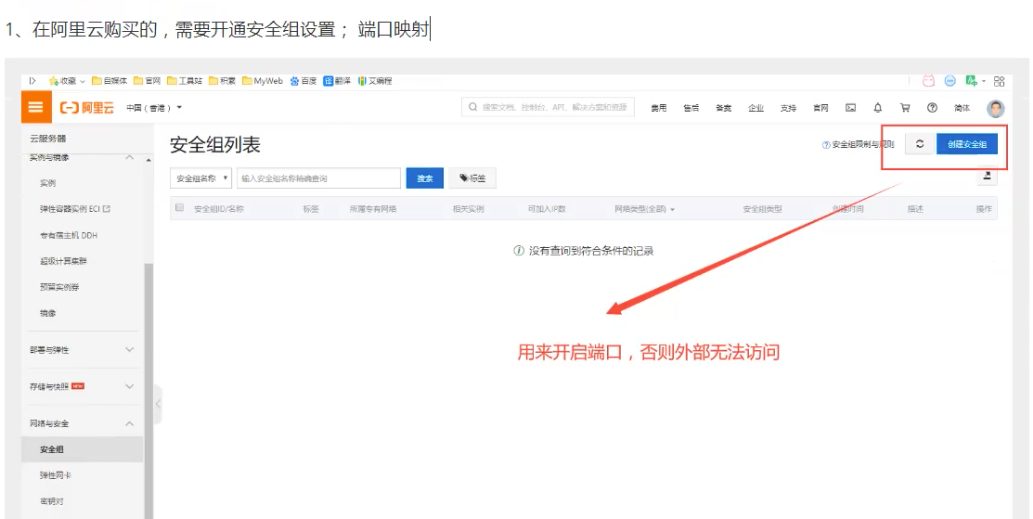 1、在阿里云购买的，需要开通安全组设置； 端口映射
收藏 自媒体 官网 工具站 积累 MyWeb 百度 翻译 艾编程
阿里云 中国（香港） 搜索文档、控制台、API、解决方案和资源 费用 售后 备案 企业 支持 官网 简体
云服务器
安全组列表
安全组限制与规则 创建安全组
实例与镜像
安全组名称 输入安全组名称精确查询 搜索 标签
实例
安全组ID/名称 标签 所属专有网络 相关实例 可加入IP数 网络类型(全部) 安全组类型 创建时间 描述 操作
弹性容器实例 ECI
专有宿主机 DDH
没有查询到符合条件的记录
超级计算集群
预留实例券
镜像
用来开启端口，否则外部无法访问
部署与弹性
存储与快照 NEW
网络与安全
安全组
弹性网卡
密钥对